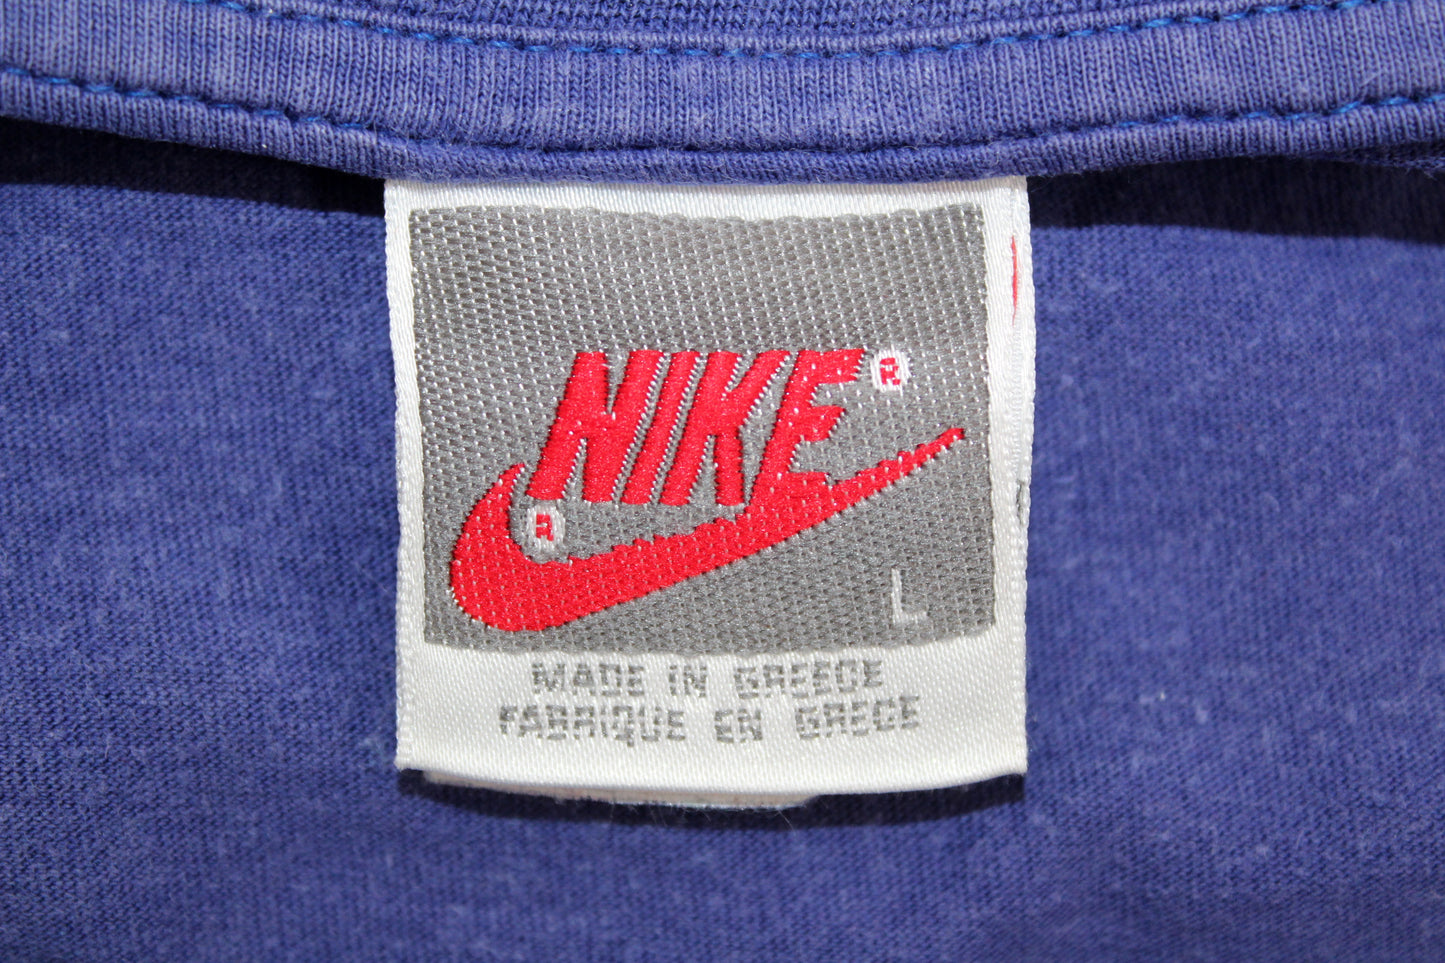 NIKE®
®
L
MADE IN GREECE
FABRIQUE EN GRECE